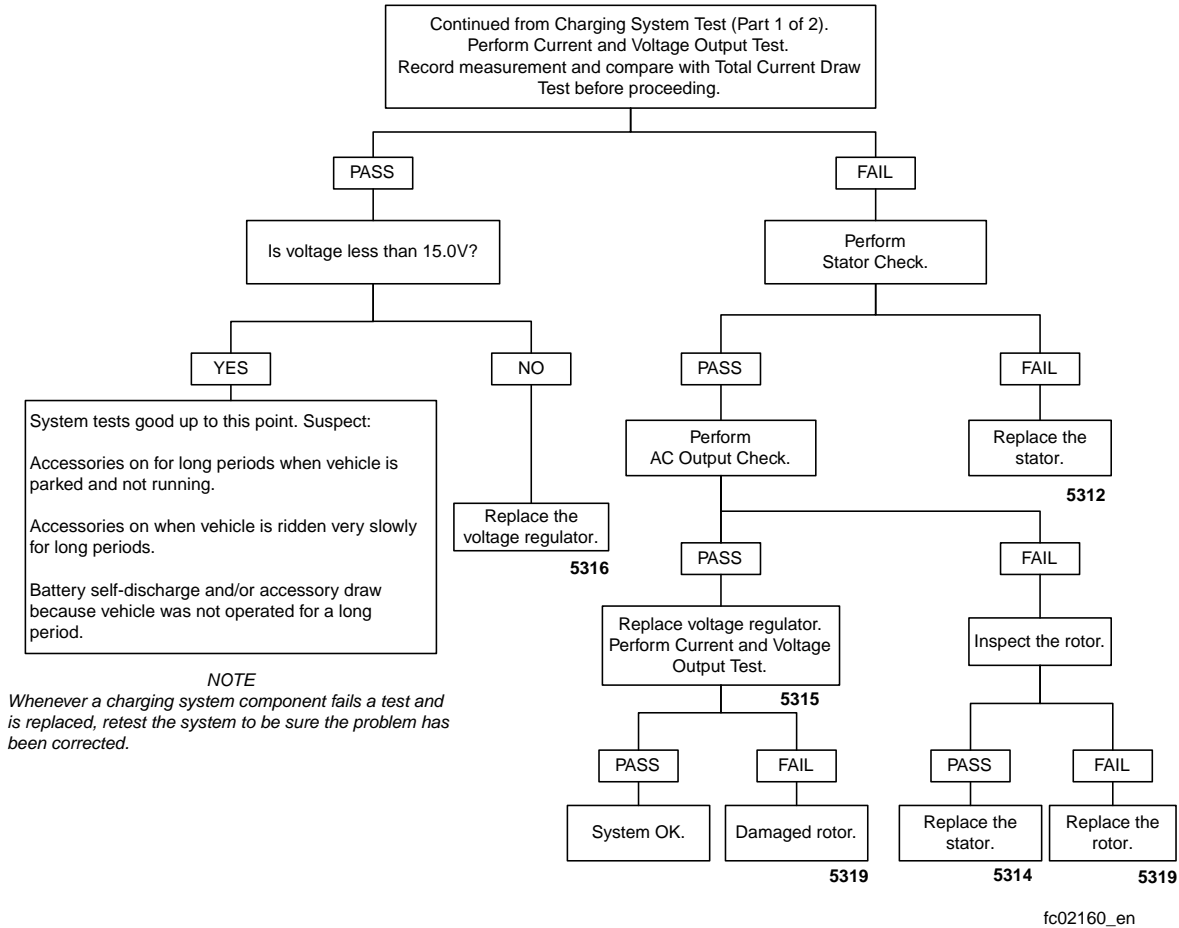 Continued from Charging System Test (Part 1 of 2).
Perform Current and Voltage Output Test.
Record measurement and compare with Total Current Draw
Test before proceeding.
PASS
FAIL
Is voltage less than 15.0V?
Perform
Stator Check.
YES
NO
PASS
FAIL
System tests good up to this point. Suspect:
Accessories on for long periods when vehicle is
parked and not running.
Accessories on when vehicle is ridden very slowly
for long periods.
Battery self-discharge and/or accessory draw
because vehicle was not operated for a long
period.
Replace the
voltage regulator.
5316
Perform
AC Output Check.
Replace the
stator.
5312
PASS
FAIL
Replace voltage regulator.
Perform Current and Voltage
Output Test.
5315
Inspect the rotor.
NOTE
Whenever a charging system component fails a test and
is replaced, retest the system to be sure the problem has
been corrected.
PASS
FAIL
PASS
FAIL
System OK.
Damaged rotor.
5319
Replace the
stator.
5314
Replace the
rotor.
5319
fc02160_en